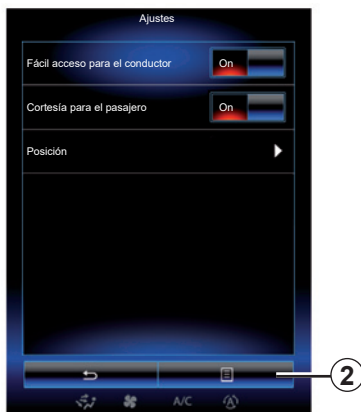 Ajustes
Fácil acceso para el conductor
On
Cortesía para el pasajero
On
Posición
2
A/C
A